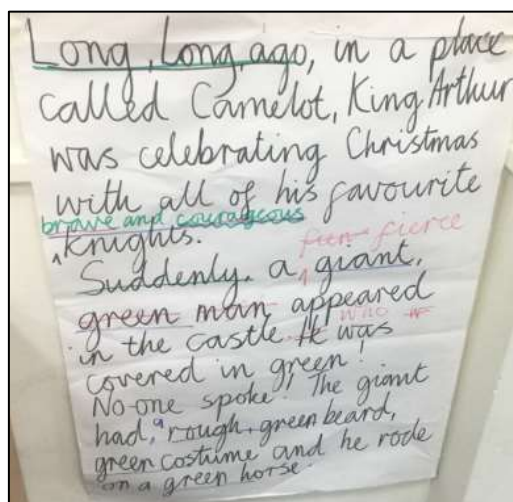 Long, long, ago, in a place
called Camelot, King Arthur
was celebrating Christmas
with all of his favourite
brave and courageous
^knights. fierce
Suddenly, a giant,
green man appeared
who
in the castle. He was
covered in green!
No-one spoke! The giant
had, a rough, green beard,
green costume and he rode
on a green horse.